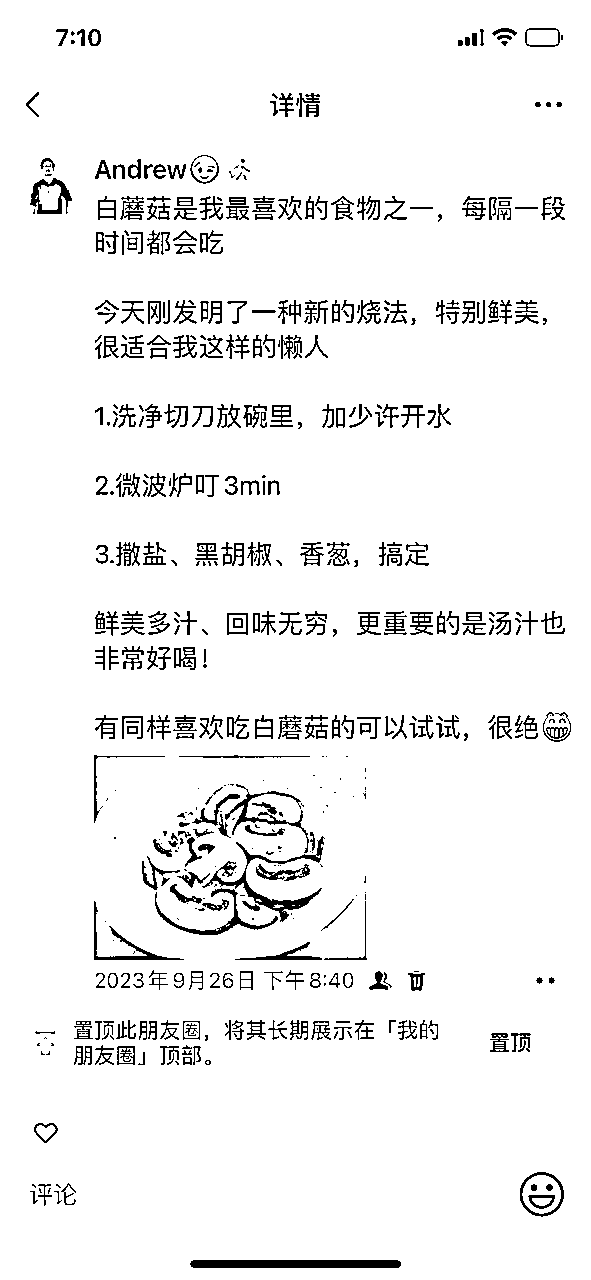 7:10
详情
Andrew😉
白蘑菇是我最喜欢的食物之一，每隔一段
时间都会吃
今天刚发明了一种新的烧法，特别鲜美，
很适合我这样的懒人
1.洗净切刀放碗里，加少许开水
2.微波炉叮3min
3.撒盐、黑胡椒、香葱，搞定
鲜美多汁、回味无穷，更重要的是汤汁也
非常好喝！
有同样喜欢吃白蘑菇的可以试试，很绝😁
2023年9月26日 下午8:40
置顶此朋友圈，将其长期展示在「我的
朋友圈」顶部。
置顶
评论